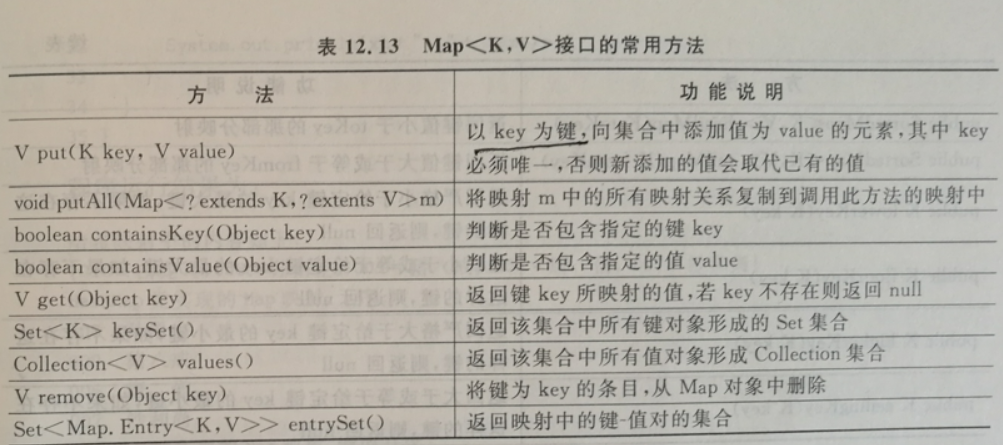 表 12.13 Map<K,V>接口的常用方法
方 法 功能说明
V put(K key, V value) 以 key 为键,向集合中添加值为 value 的元素,其中 key
必须唯一,否则新添加的值会取代已有的值
void putAll(Map<? extends K,? extents V>m) 将映射 m 中的所有映射关系复制到调用此方法的映射中
boolean containsKey(Object key) 判断是否包含指定的键 key
boolean containsValue(Object value) 判断是否包含指定的值 value
V get(Object key) 返回键 key 所映射的值,若 key 不存在则返回 null
Set<K> keySet() 返回该集合中所有键对象形成的 Set 集合
Collection<V> values() 返回该集合中所有值对象形成 Collection 集合
V remove(Object key) 将键为 key 的条目,从 Map 对象中删除
Set<Map.Entry<K,V>> entrySet() 返回映射中的键-值对的集合